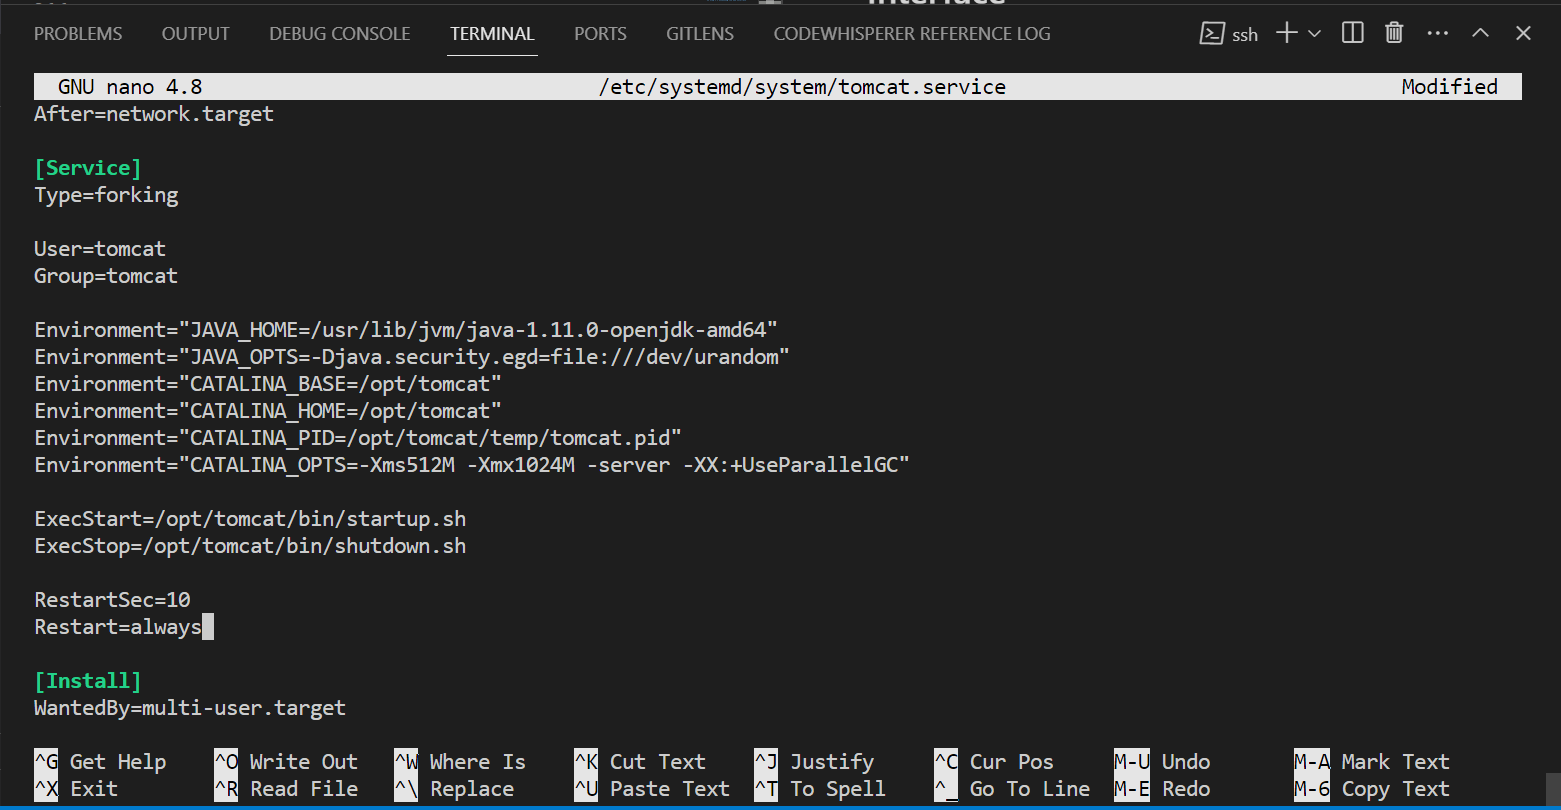 Interface
PROBLEMS OUTPUT DEBUG CONSOLE TERMINAL PORTS GITLENS CODEWHISPERER REFERENCE LOG ssh
GNU nano 4.8 /etc/systemd/system/tomcat.service Modified
After=network.target
[Service]
Type=forking
User=tomcat
Group=tomcat
Environment="JAVA_HOME=/usr/lib/jvm/java-1.11.0-openjdk-amd64"
Environment="JAVA_OPTS=-Djava.security.egd=file:///dev/urandom"
Environment="CATALINA_BASE=/opt/tomcat"
Environment="CATALINA_HOME=/opt/tomcat"
Environment="CATALINA_PID=/opt/tomcat/temp/tomcat.pid"
Environment="CATALINA_OPTS=-Xms512M -Xmx1024M -server -XX:+UseParallelGC"
ExecStart=/opt/tomcat/bin/startup.sh
ExecStop=/opt/tomcat/bin/shutdown.sh
RestartSec=10
Restart=always
[Install]
WantedBy=multi-user.target
^G Get Help ^O Write Out ^W Where Is ^K Cut Text ^J Justify ^C Cur Pos M-U Undo M-A Mark Text
^X Exit ^R Read File ^\ Replace ^U Paste Text ^T To Spell ^_ Go To Line M-E Redo M-6 Copy Text